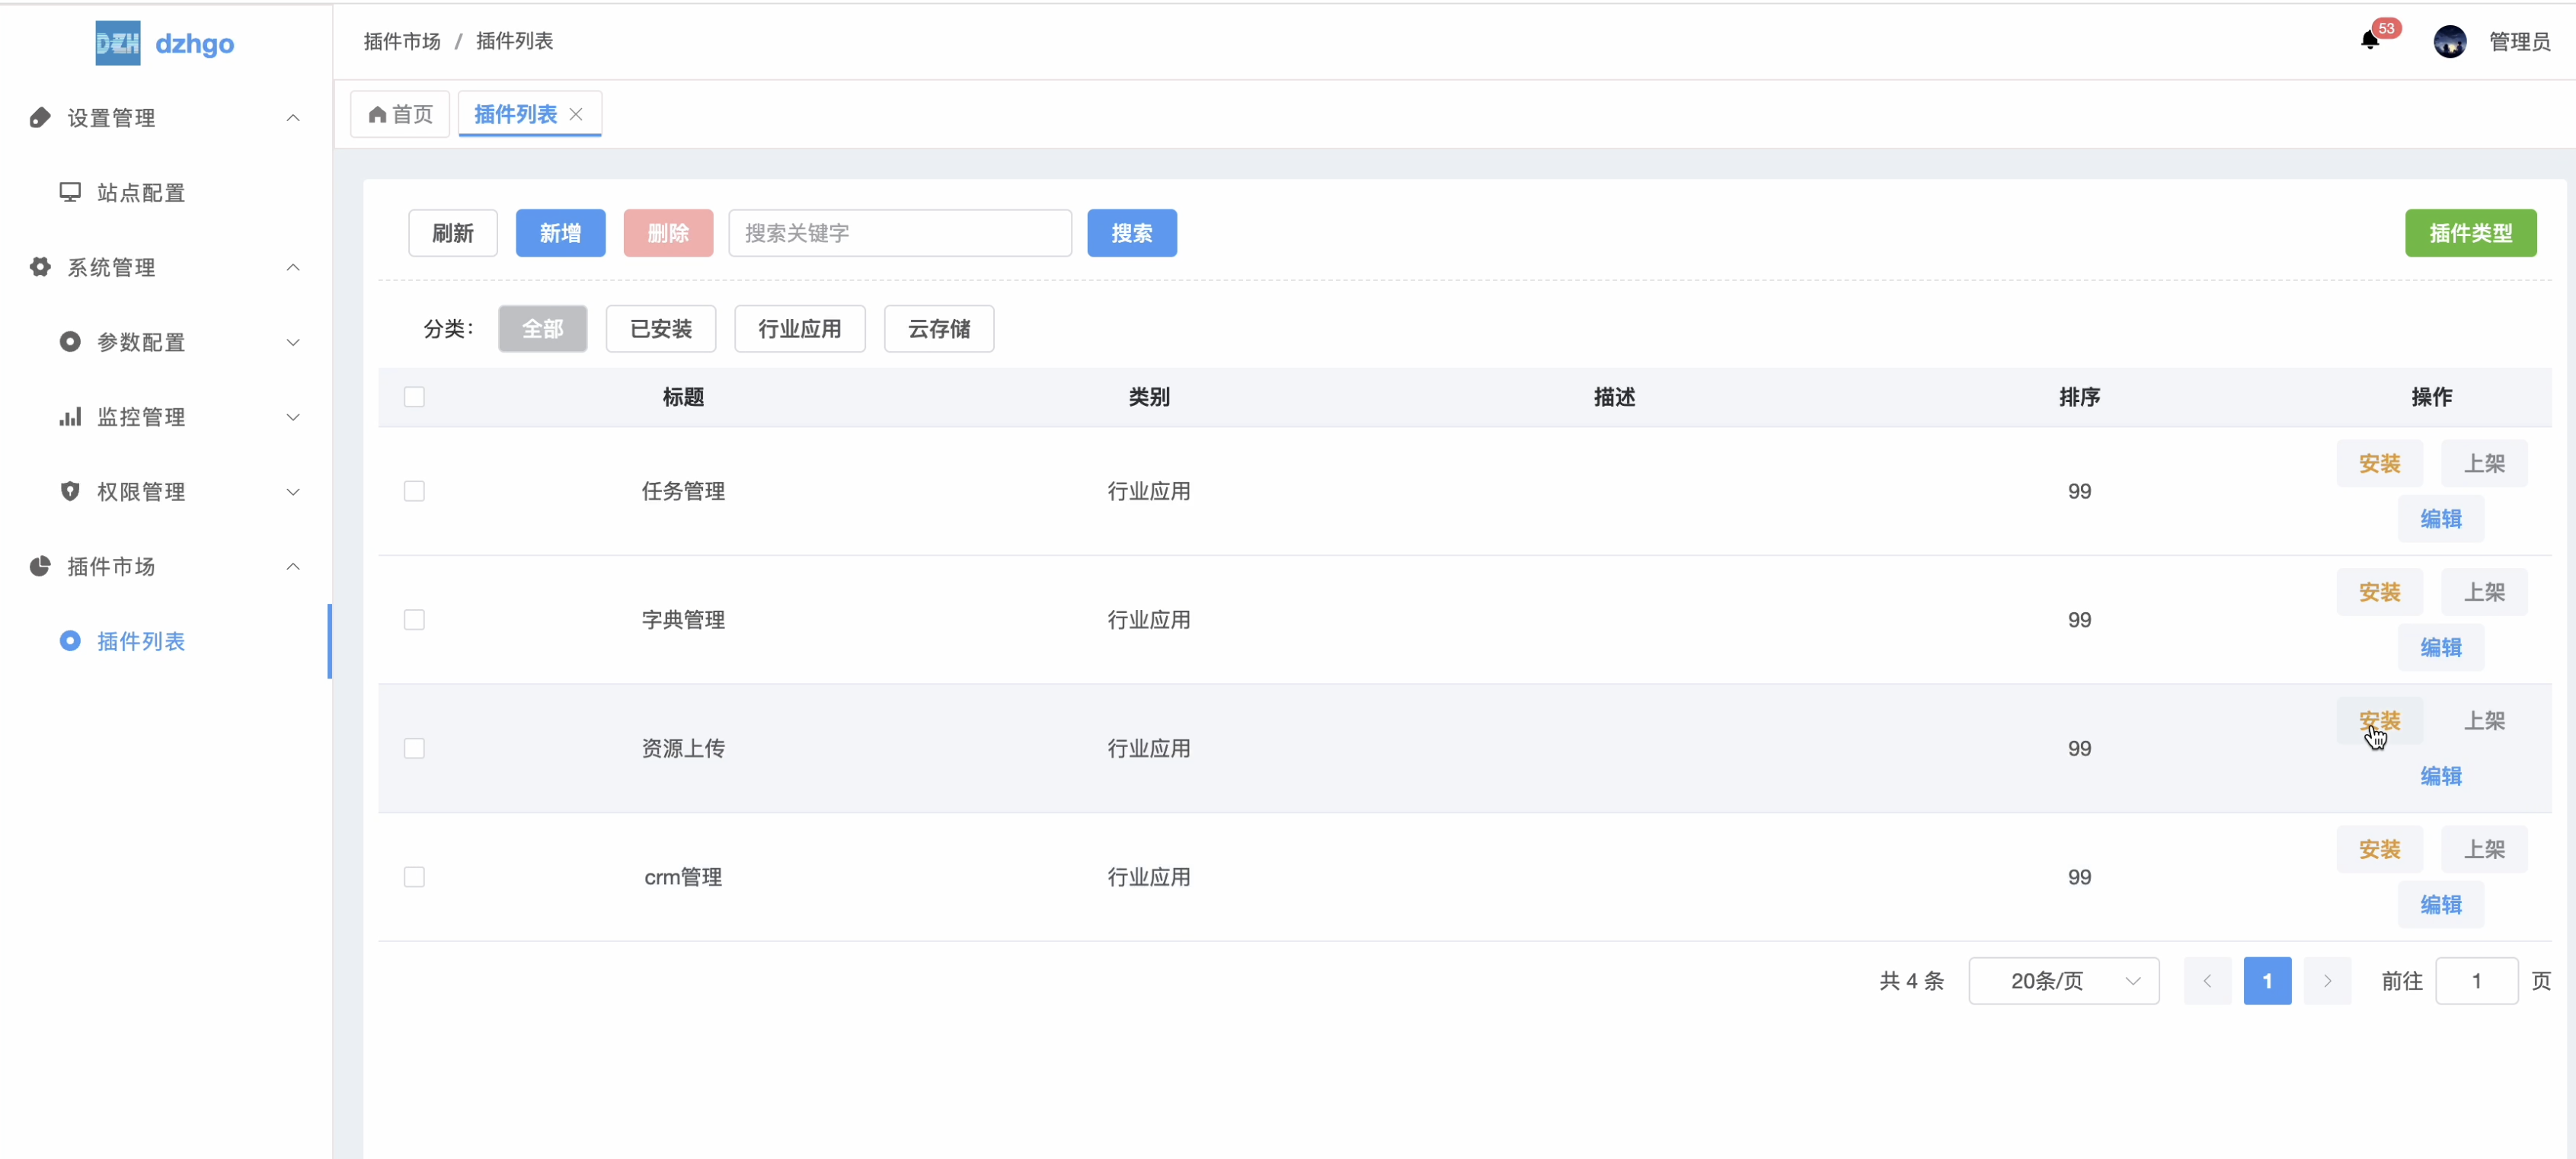 DZH dzhgo
插件市场 / 插件列表
53
管理员
设置管理
站点配置
系统管理
参数配置
监控管理
权限管理
插件市场
插件列表
首页 插件列表
刷新 新增 删除 搜索关键字 搜索 插件类型
分类: 全部 已安装 行业应用 云存储
标题 类别 描述 排序 操作
任务管理 行业应用 99 安装 上架
编辑
字典管理 行业应用 99 安装 上架
编辑
资源上传 行业应用 99 安装 上架
编辑
crm管理 行业应用 99 安装 上架
编辑
共 4 条 20条/页 1 前往 1 页